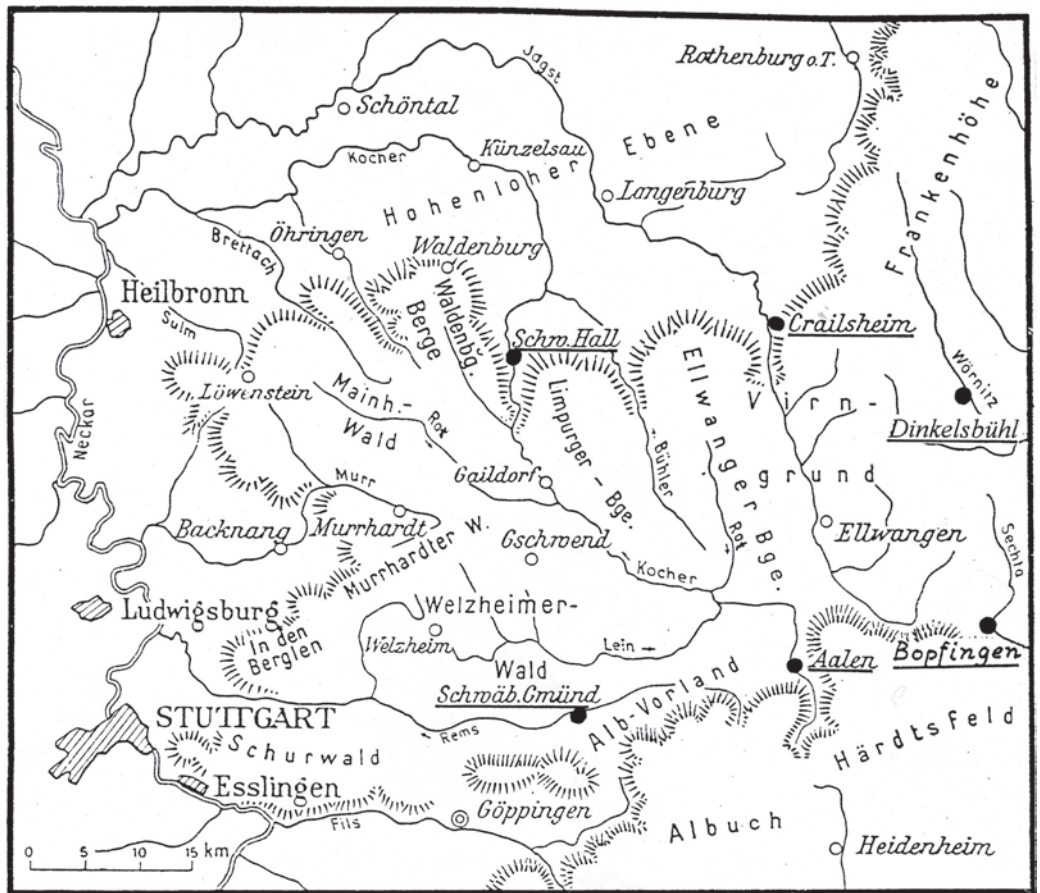 Jagst
Rothenburg o.T.
Schöntal
Ebene
Kocher
Künzelsau
Hohenloher
Langenburg
Frankenhöhe
Öhringen
Brettach
Waldenburg
Heilbronn
Sulm
Berge
Waldenbg.
Schw. Hall
Crailsheim
Löwenstein
Mainh.-
Wald
Rot
Limpurger-
Bge.
Ellwanger Bge.
Virn-
grund
Wörnitz
Dinkelsbühl
Neckar
Gaildorf
Bühler
Murr
Backnang
Murrhardt
Murrhardter W.
Gschwend
Kocher
Rot
Ellwangen
Sechta
Ludwigsburg
In den
Berglen
Welzheimer-
Welzheim
Lein
Wald
Aalen
Bopfingen
Schwäb. Gmünd
STUTTGART
Rems
Alb-Vorland
Härdtsfeld
Schurwald
Esslingen
Göppingen
Fils
Albuch
Heidenheim
0 5 10 15 km